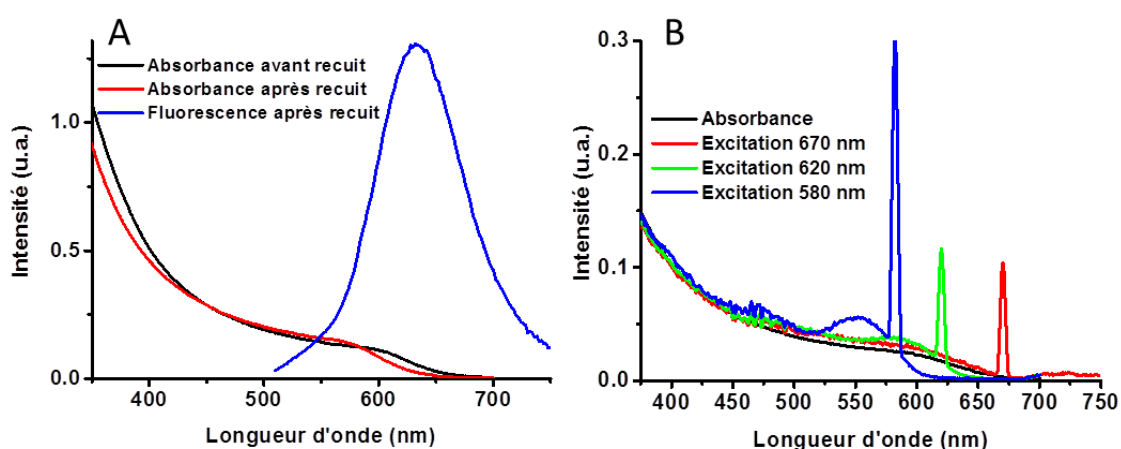 A
Absorbance avant recuit
Absorbance après recuit
Fluorescence après recuit
Intensité (u.a.)
1.0
0.5
0.0
400
500
600
700
Longueur d'onde (nm)
B
Absorbance
Excitation 670 nm
Excitation 620 nm
Excitation 580 nm
Intensité (u.a.)
0.3
0.2
0.1
0.0
400
450
500
550
600
650
700
750
Longueur d'onde (nm)